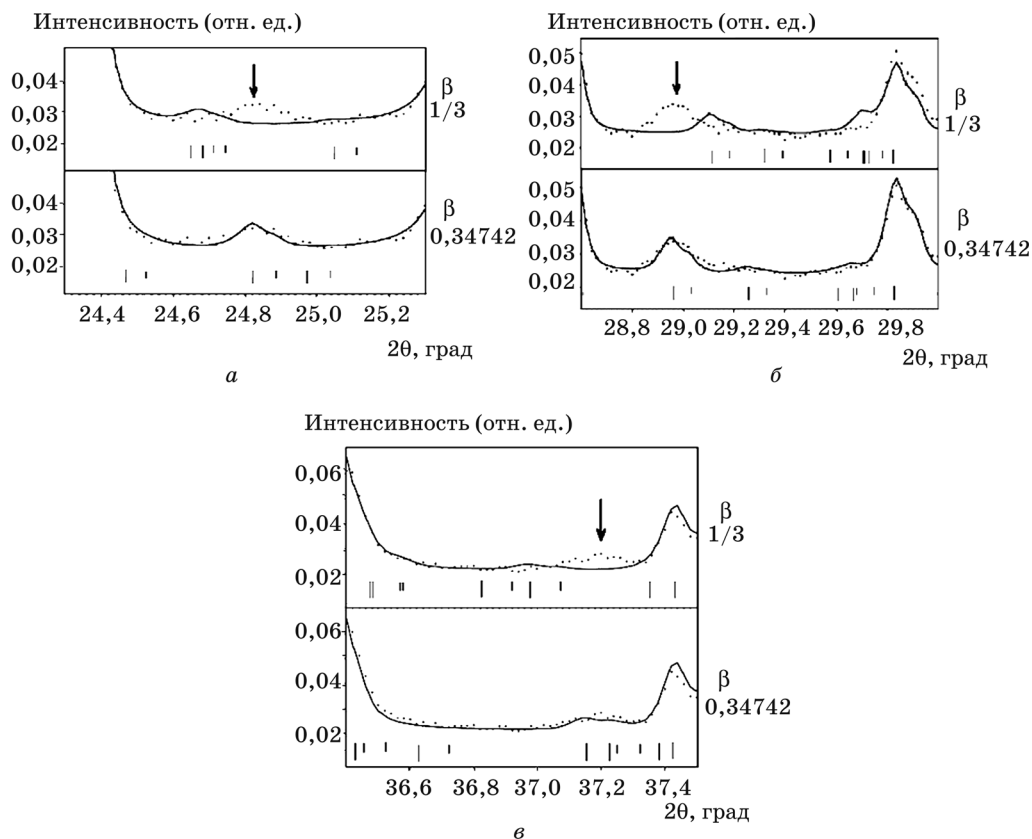 Интенсивность (отн. ед.)
0,04
0,03
0,02
β
1/3
0,04
0,03
0,02
β
0,34742
24,4 24,6 24,8 25,0 25,2
2θ, град
а
Интенсивность (отн. ед.)
0,05
0,04
0,03
0,02
β
1/3
0,05
0,04
0,03
0,02
β
0,34742
28,8 29,0 29,2 29,4 29,6 29,8
2θ, град
б
Интенсивность (отн. ед.)
0,06
0,04
0,02
β
1/3
0,06
0,04
0,02
β
0,34742
36,6 36,8 37,0 37,2 37,4
2θ, град
в